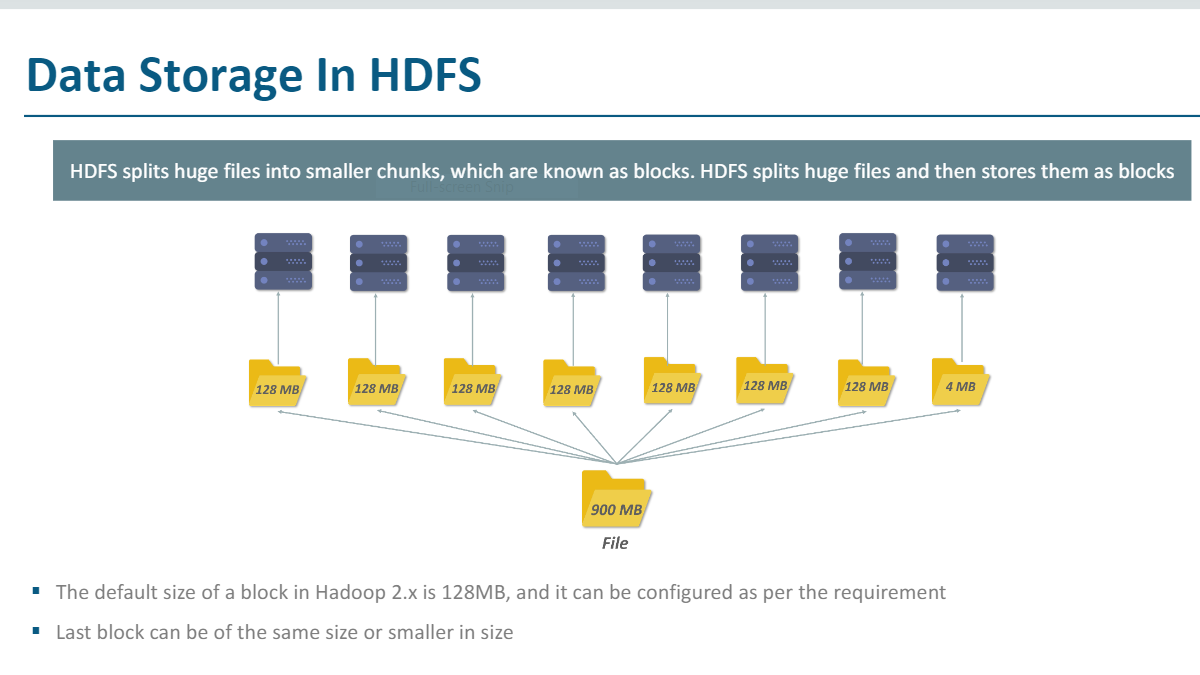 Data Storage In HDFS
HDFS splits huge files into smaller chunks, which are known as blocks. HDFS splits huge files and then stores them as blocks
Full-screen Snip
128 MB 128 MB 128 MB 128 MB 128 MB 128 MB 128 MB 4 MB
900 MB
File
▪ The default size of a block in Hadoop 2.x is 128MB, and it can be configured as per the requirement
▪ Last block can be of the same size or smaller in size